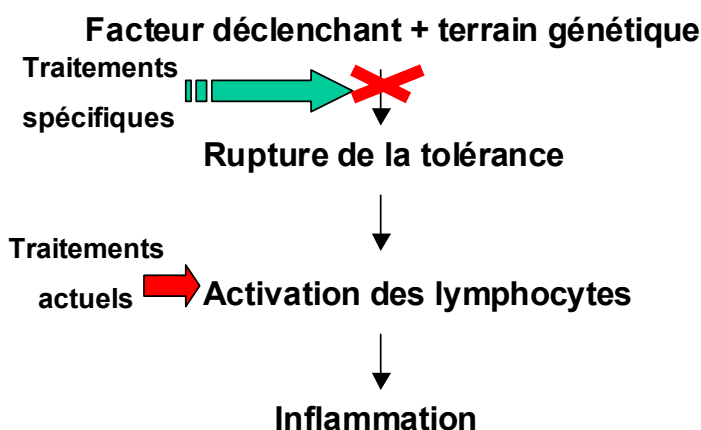 Facteur déclenchant + terrain génétique
Traitements
spécifiques
Rupture de la tolérance
Traitements
actuels
Activation des lymphocytes
Inflammation